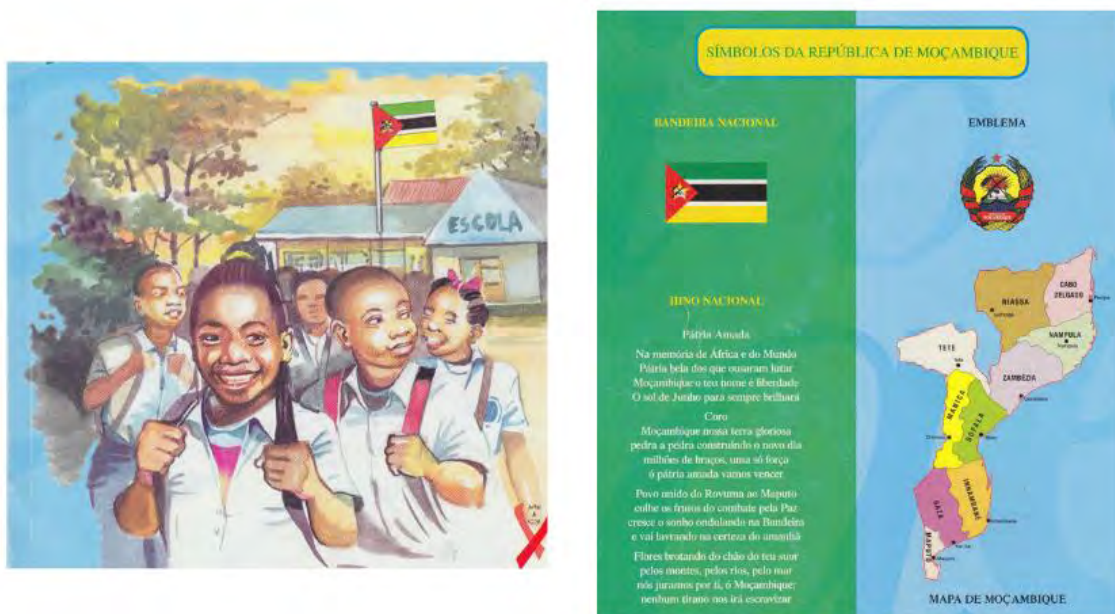 ESCOLA
SÍMBOLOS DA REPÚBLICA DE MOÇAMBIQUE
BANDEIRA NACIONAL
HINO NACIONAL
Pátria Amada
Na memória de África e do Mundo
Pátria bela dos que ousaram lutar
Moçambique o teu nome é liberdade
O sol de Junho para sempre brilhará
Coro
Moçambique nossa terra gloriosa
pedra a pedra construindo o novo dia
milhões de braços, uma só força
ó pátria amada vamos vencer
Povo unido do Rovuma ao Maputo
colhe os frutos do combate pela Paz
cresce o sonho ondulando na Bandeira
e vai lavrando na certeza do amanhã
Flores brotando do chão do teu suor
pelos montes, pelos rios, pelo mar
nós juramos por ti, ó Moçambique:
nenhum tirano nos irá escravizar
EMBLEMA
CABO
DELGADO
NIASSA
NAMPULA
TETE
ZAMBÉZIA
MANICA
SOFALA
INHAMBANE
GAZA
MAPUTO
MAPA DE MOÇAMBIQUE